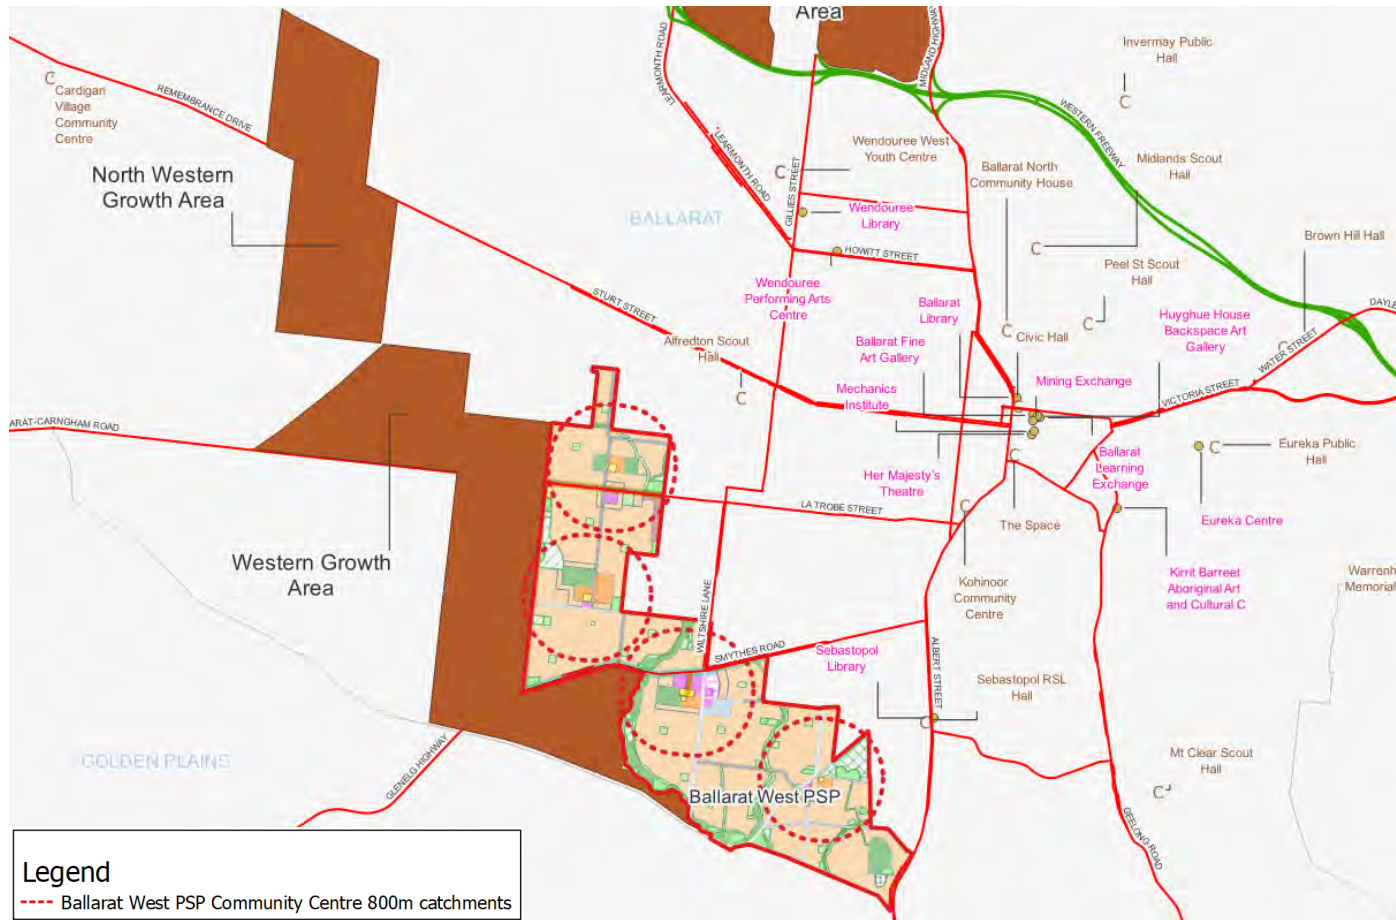 Area
Invermay Public
Hall
C
C
Cardigan
Village
Community
Centre
REMEMBRANCE DRIVE
LEARMONTH ROAD
MIDLAND HIGHWAY
WESTERN FREEWAY
North Western
Growth Area
LEARMONTH ROAD
Wendouree West
Youth Centre
C
GILLIES STREET
Ballarat North
Community House
Midlands Scout
Hall
C
BALLARAT
Wendouree
Library
HOWITT STREET
Brown Hill Hall
C
Peel St Scout
Hall
C
Wendouree
Performing Arts
Centre
STURT STREET
Ballarat
Library
C
Civic Hall
Huyghue House
Backspace Art
Gallery
WATER STREET
Alfredton Scout
Hall
C
Ballarat Fine
Art Gallery
Mechanics
Institute
Mining Exchange
VICTORIA STREET
ARAT-CARNGHAM ROAD
Her Majesty's
Theatre
C
Ballarat
Learning
Exchange
C
Eureka Public
Hall
LA TROBE STREET
C
The Space
Eureka Centre
Western Growth
Area
WILTSHIRE LANE
Kohinoor
Community
Centre
Kirrit Barreet
Aboriginal Art
and Cultural C
Memorial
SMYTHES ROAD
Sebastopol
Library
ALBERT STREET
Sebastopol RSL
Hall
C
GOLDEN PLAINS
GLENELG HIGHWAY
Ballarat West PSP
Mt Clear Scout
Hall
C
GEELONG ROAD
Legend
Ballarat West PSP Community Centre 800m catchments